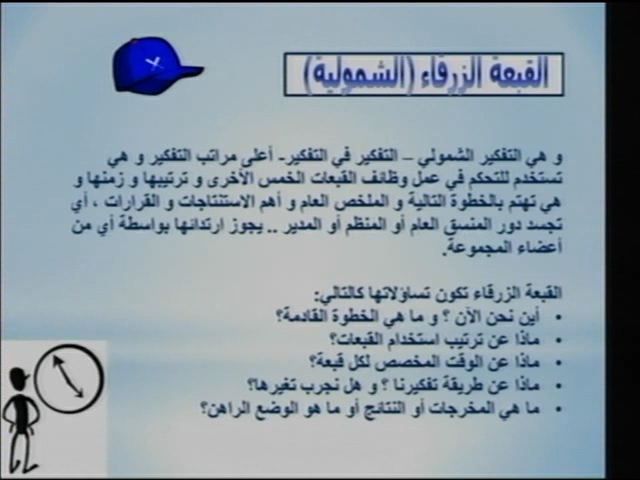 القبعة الزرقاء (الشمولية)
و هي التفكير الشمولي – التفكير في التفكير- أعلى مراتب التفكير و هي
تستخدم للتحكم في عمل وظائف القبعات الخمس الأخرى و ترتيبها و زمنها و
هي تهتم بالخطوة التالية و الملخص العام و أهم الاستنتاجات و القرارات ، أي
تجسد دور المنسق العام أو المنظم أو المدير .. يجوز ارتدائها بواسطة أي من
أعضاء المجموعة.
القبعة الزرقاء تكون تساؤلاتها كالتالي:
• أين نحن الآن ؟ و ما هي الخطوة القادمة؟
• ماذا عن ترتيب استخدام القبعات؟
• ماذا عن الوقت المخصص لكل قبعة؟
• ماذا عن طريقة تفكيرنا ؟ و هل نجرب تغيرها؟
• ما هي المخرجات أو النتائج أو ما هو الوضع الراهن؟